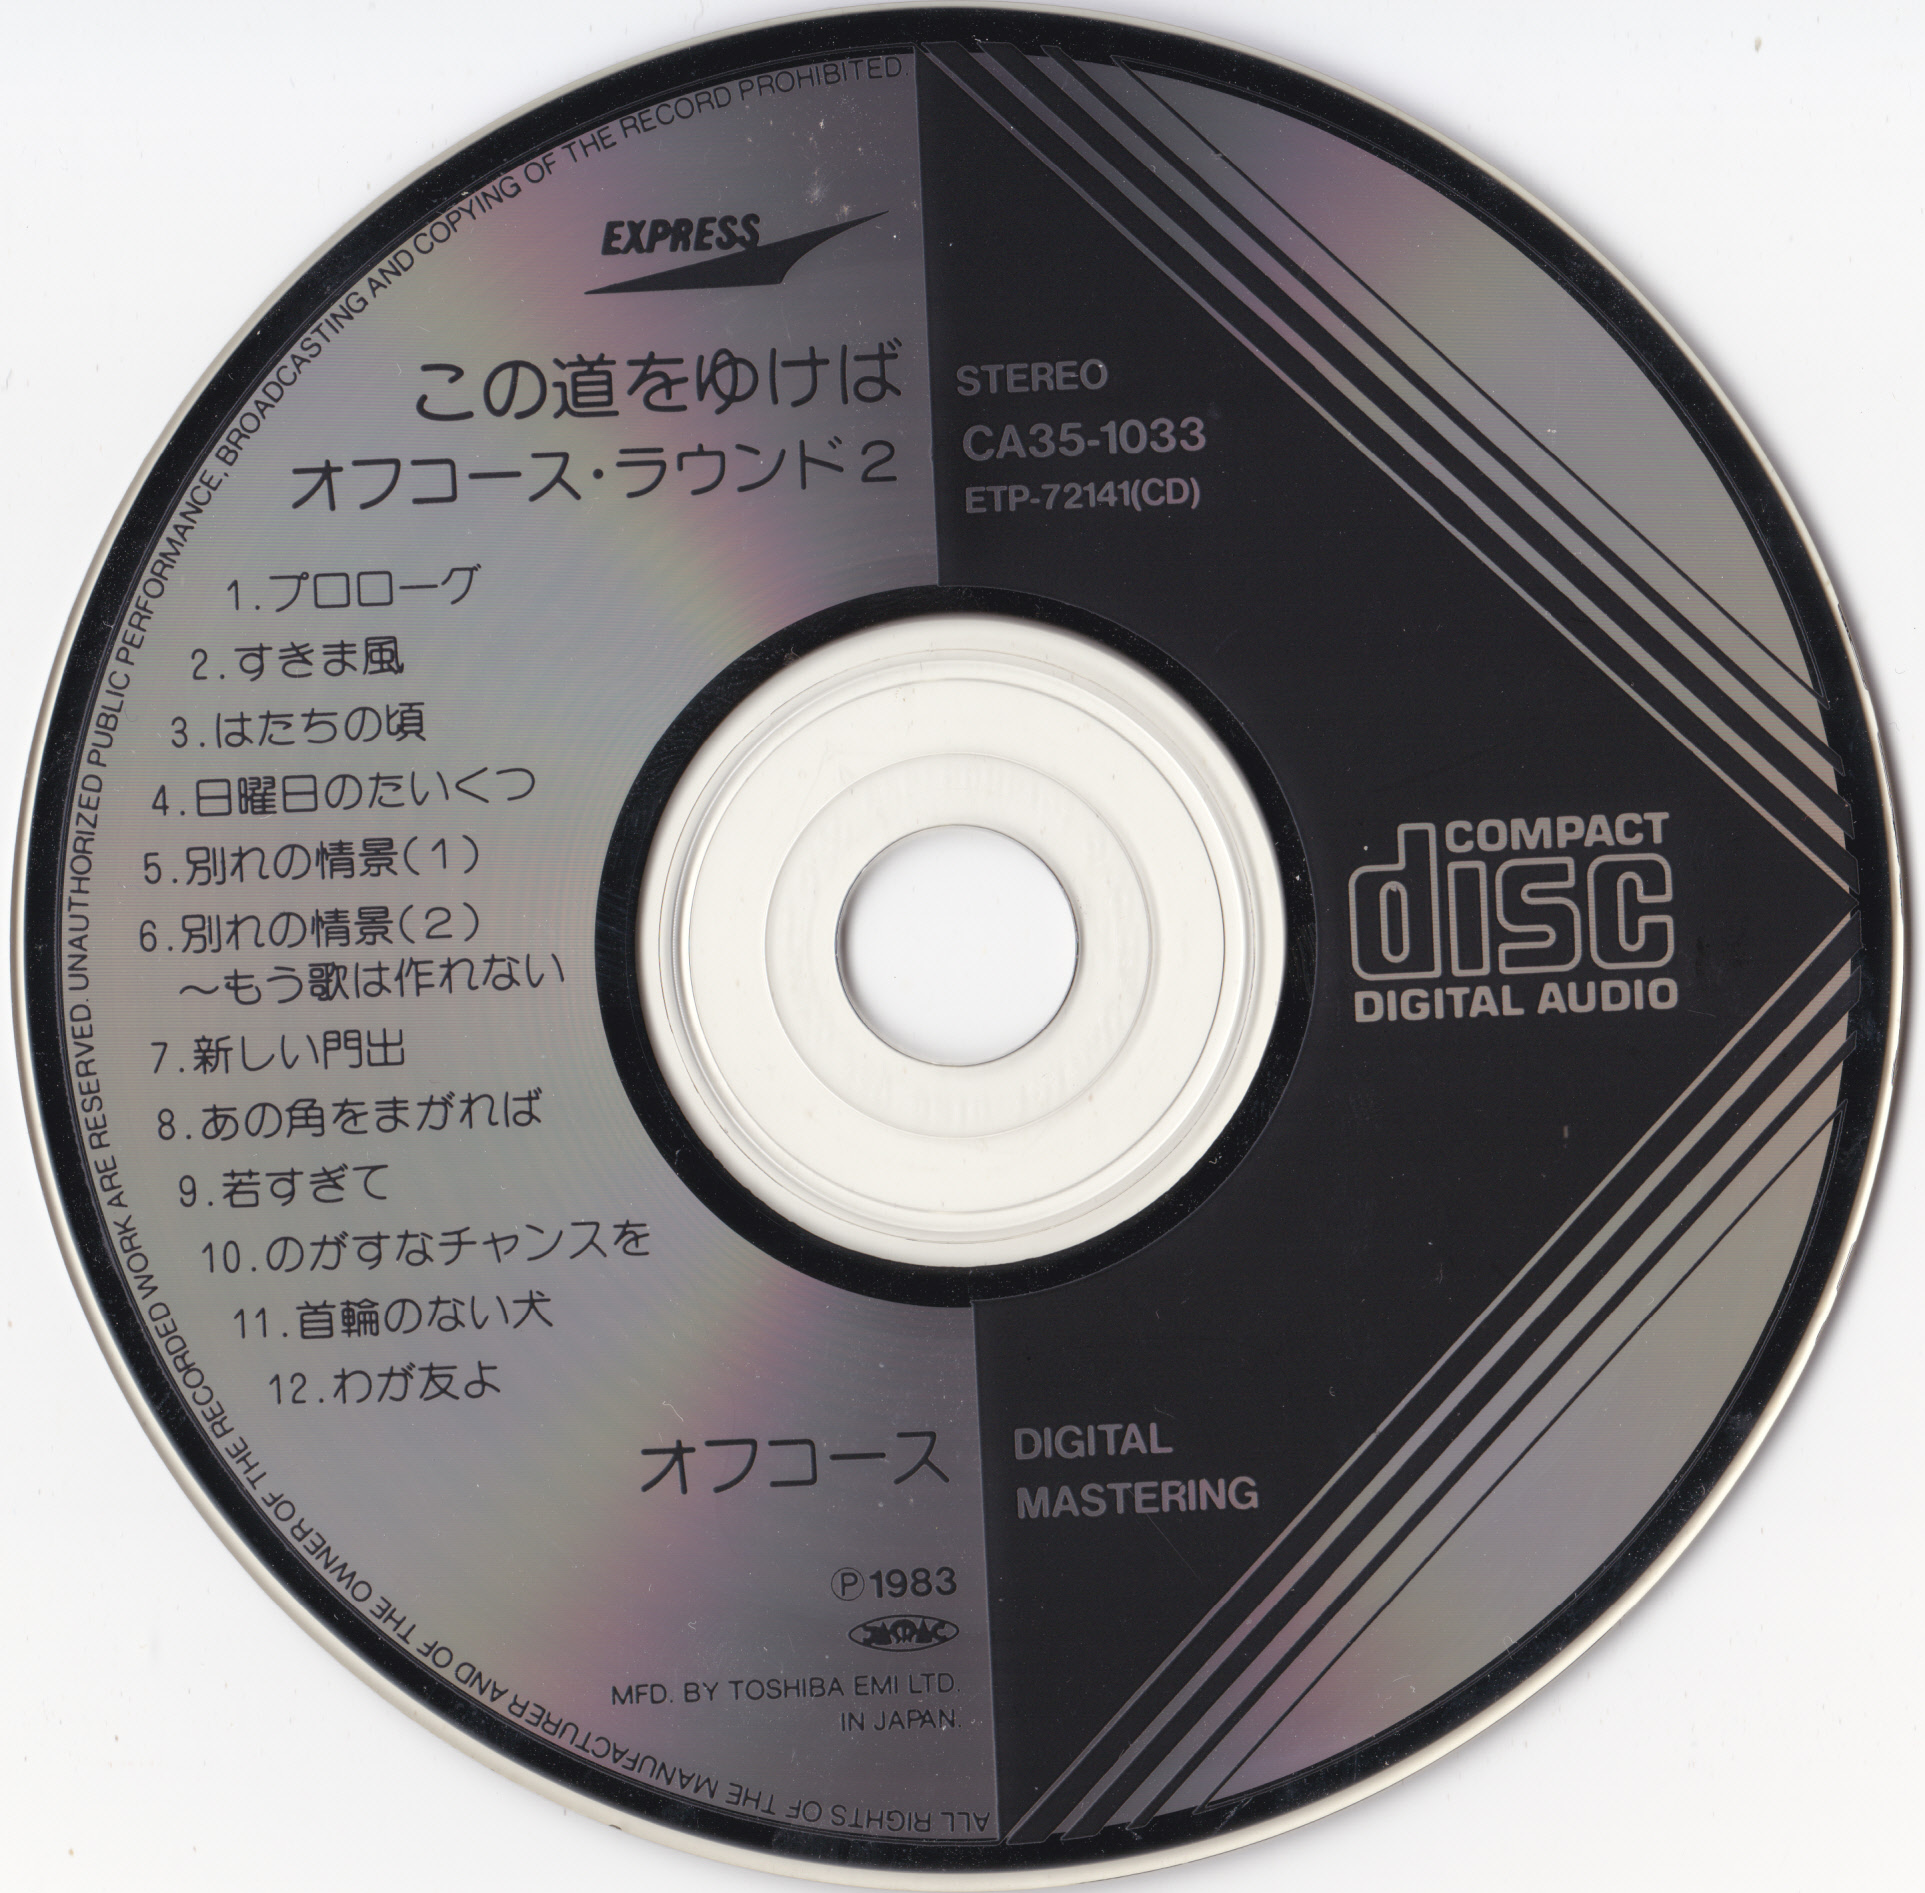 EXPRESS
この道をゆけば
オフコース・ラウンド2
1.プロローグ
2.すきま風
3.はたちの頃
4.日曜日のたいくつ
5.別れの情景(1)
6.別れの情景(2)
~もう歌は作れない
7.新しい門出
8.あの角をまがれば
9.若すぎて
10.のがすなチャンスを
11.首輪のない犬
12.わが友よ
オフコース
Ⓟ1983
JASRAC
MFD. BY TOSHIBA EMI LTD.
IN JAPAN.
STEREO
CA35-1033
ETP-72141(CD)
COMPACT
disc
DIGITAL AUDIO
DIGITAL
MASTERING
ALL RIGHTS OF THE MANUFACTURER AND OF THE OWNER OF THE RECORDED WORK ARE RESERVED. UNAUTHORIZED PUBLIC PERFORMANCE, BROADCASTING AND COPYING OF THE RECORD PROHIBITED.